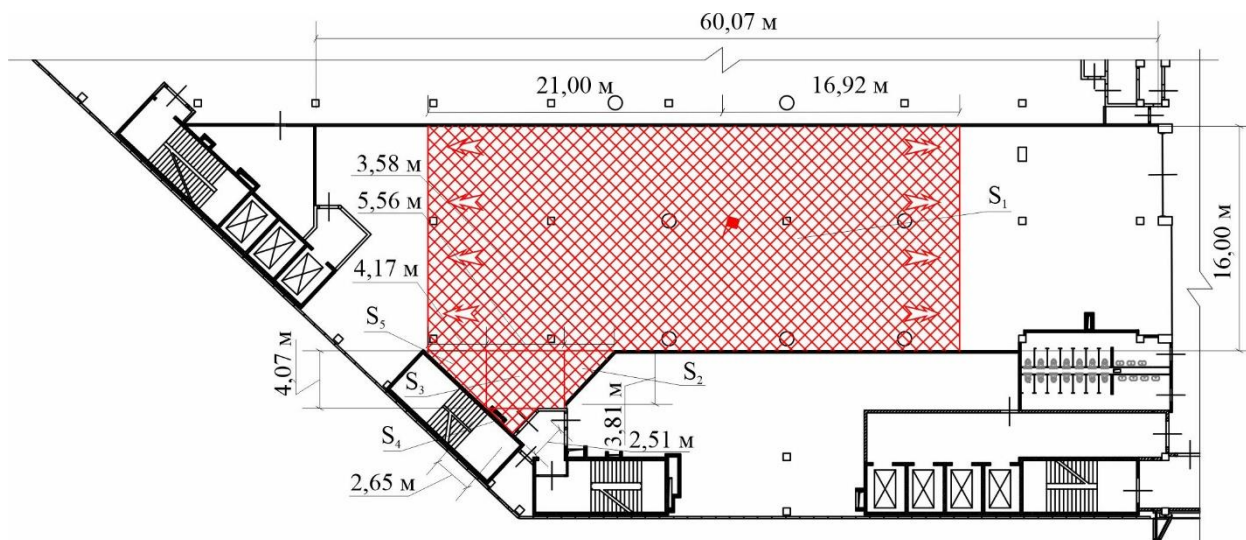 60,07 м
21,00 м
16,92 м
3,58 м
5,56 м
S1
16,00 м
4,17 м
S5
4,07 м
S3
S2
S4
3,81 м
2,51 м
2,65 м